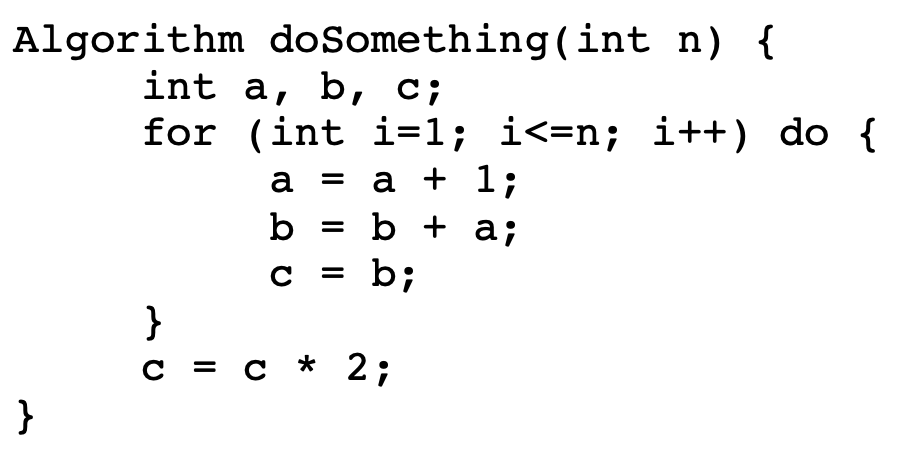 Algorithm doSomething(int n) {
int a, b, c;
for (int i=1; i<=n; i++) do {
a = a + 1;
b = b + a;
c = b;
}
c = c * 2;
}